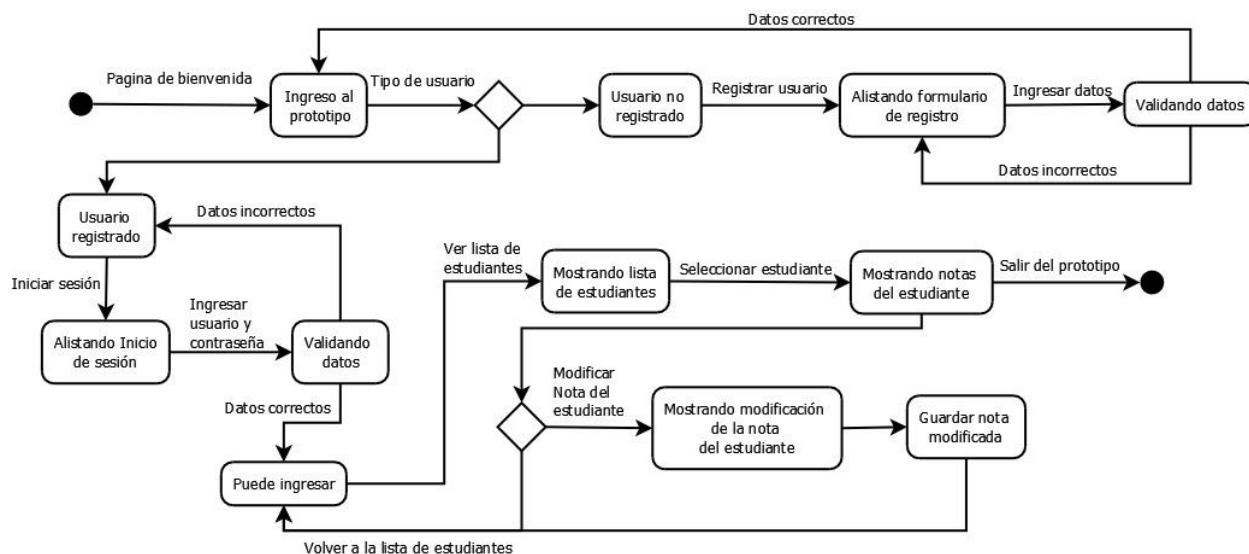 Datos correctos
Pagina de bienvenida
Ingreso al
prototipo
Tipo de usuario
Usuario no
registrado
Registrar usuario
Alistando formulario
de registro
Ingresar datos
Validando datos
Datos incorrectos
Usuario
registrado
Datos incorrectos
Iniciar sesión
Alistando Inicio
de sesión
Ingresar
usuario y
contraseña
Validando
datos
Datos correctos
Puede ingresar
Ver lista de
estudiantes
Mostrando lista
de estudiantes
Seleccionar estudiante
Mostrando notas
del estudiante
Salir del prototipo
Modificar
Nota del
estudiante
Mostrando modificación
de la nota
del estudiante
Guardar nota
modificada
Volver a la lista de estudiantes